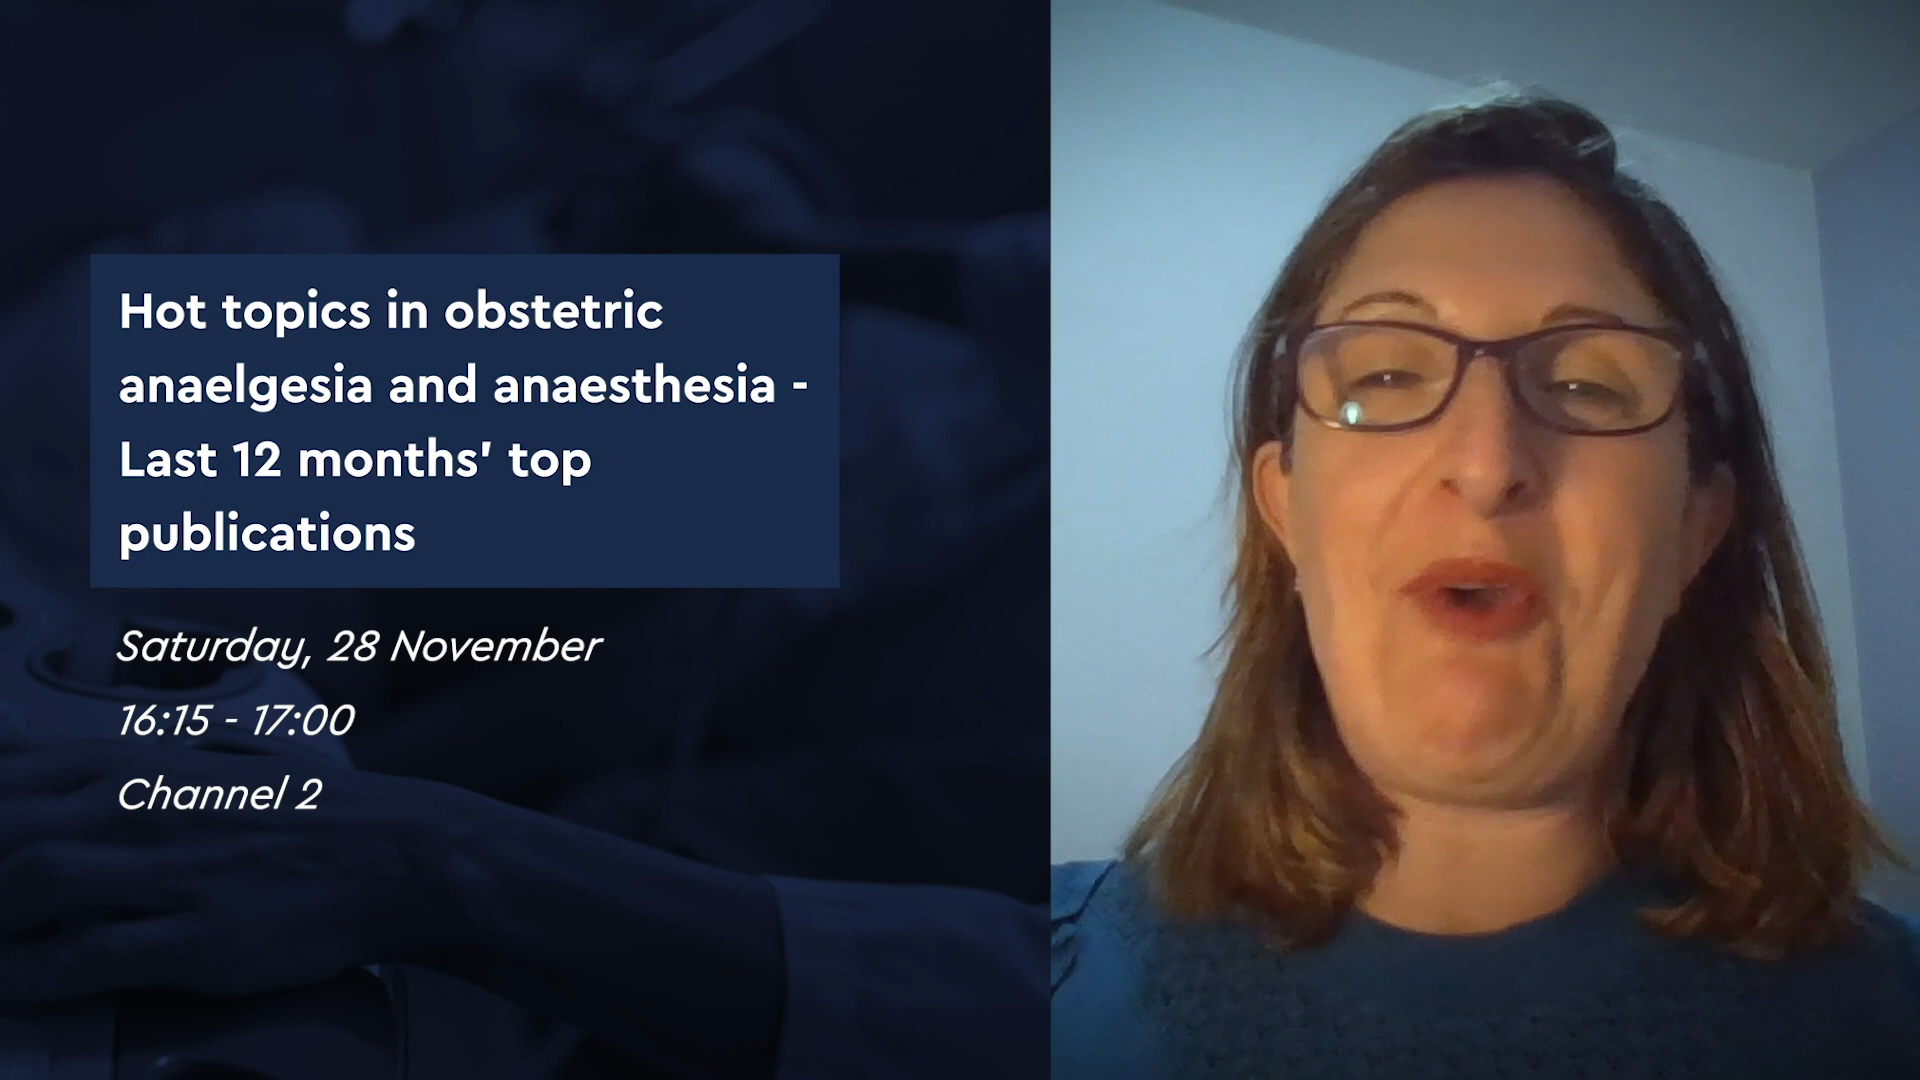 Hot topics in obstetric
anaelgesia and anaesthesia -
Last 12 months' top
publications
Saturday, 28 November
16:15 - 17:00
Channel 2